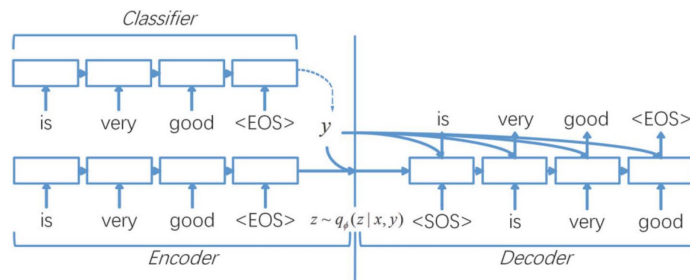 Classifier
is very good <EOS>
y
is very good <EOS>
is very good <EOS>
z ~ qϕ(z | x, y)
<SOS> is very good
Encoder
Decoder